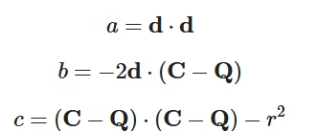 a = d · d
b = −2d · (C − Q)
c = (C − Q) · (C − Q) − r²